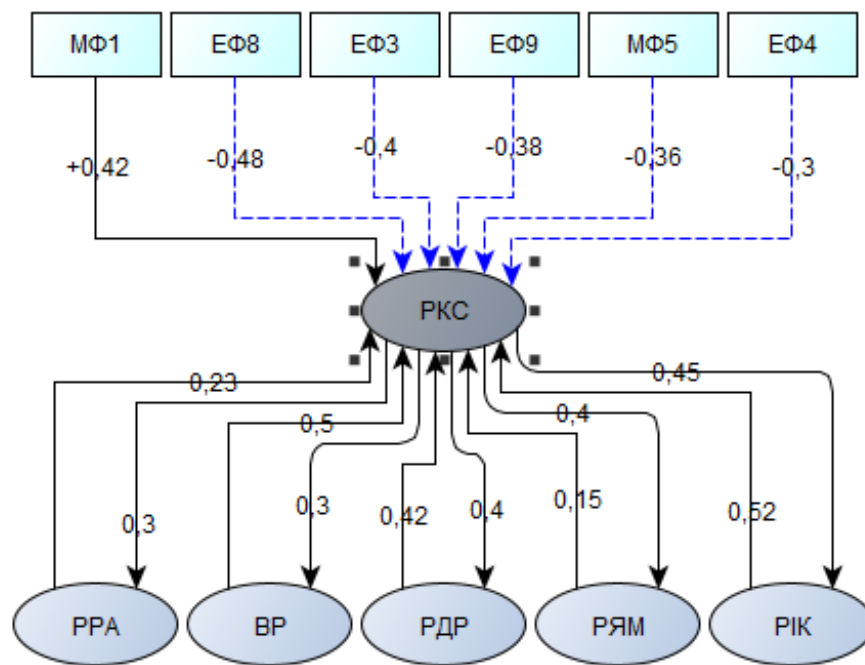 МФ1 ЕФ8 ЕФ3 ЕФ9 МФ5 ЕФ4
+0,42 -0,48 -0,4 -0,38 -0,36 -0,3
РКС
0,23 0,5 0,4 0,45
0,3 0,3 0,42 0,4 0,15 0,52
РРА ВР РДР РЯМ РІК